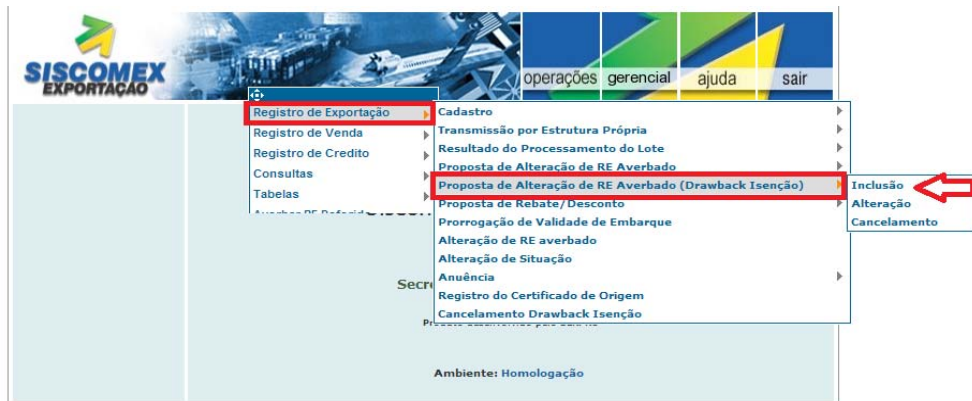 SISCOMEX
EXPORTAÇÃO
operações gerencial ajuda sair
Registro de Exportação
Registro de Venda
Registro de Credito
Consultas
Tabelas
Cadastro
Transmissão por Estrutura Própria
Resultado do Processamento do Lote
Proposta de Alteração de RE Averbado
Proposta de Alteração de RE Averbado (Drawback Isenção)
Proposta de Rebate/Desconto
Prorrogação de Validade de Embarque
Alteração de RE averbado
Alteração de Situação
Anuência
Registro do Certificado de Origem
Cancelamento Drawback Isenção
Inclusão
Alteração
Cancelamento
Ambiente: Homologação